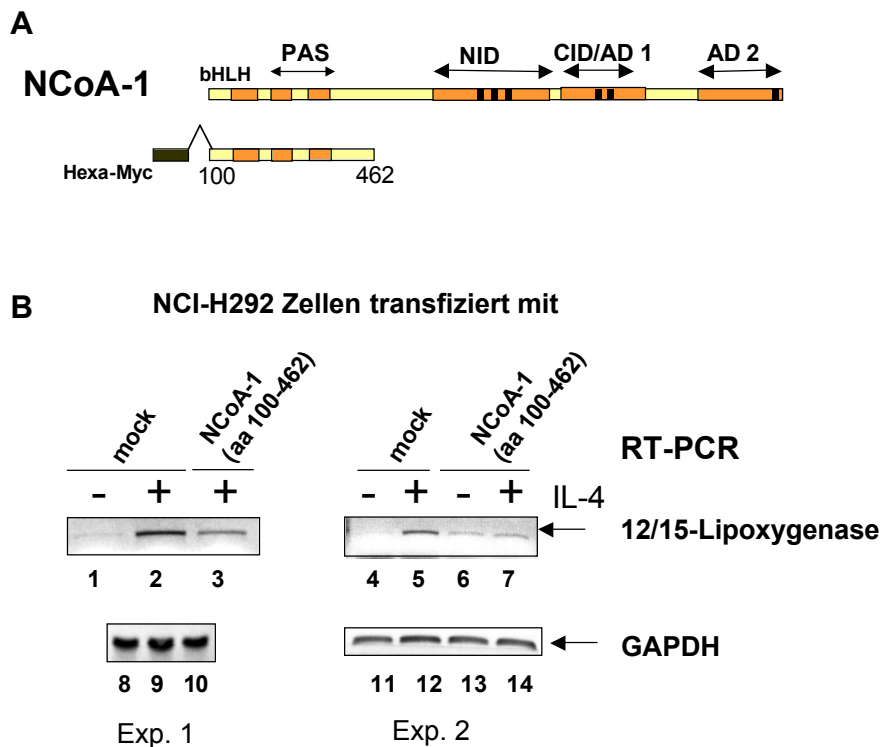 A
NCoA-1
bHLH
PAS
NID
CID/AD 1
AD 2
Hexa-Myc
100
462
B
NCI-H292 Zellen transfiziert mit
mock
NCoA-1
(aa 100-462)
mock
NCoA-1
(aa 100-462)
RT-PCR
- + + - + - + IL-4
12/15-Lipoxygenase
1 2 3 4 5 6 7
GAPDH
8 9 10 11 12 13 14
Exp. 1 Exp. 2